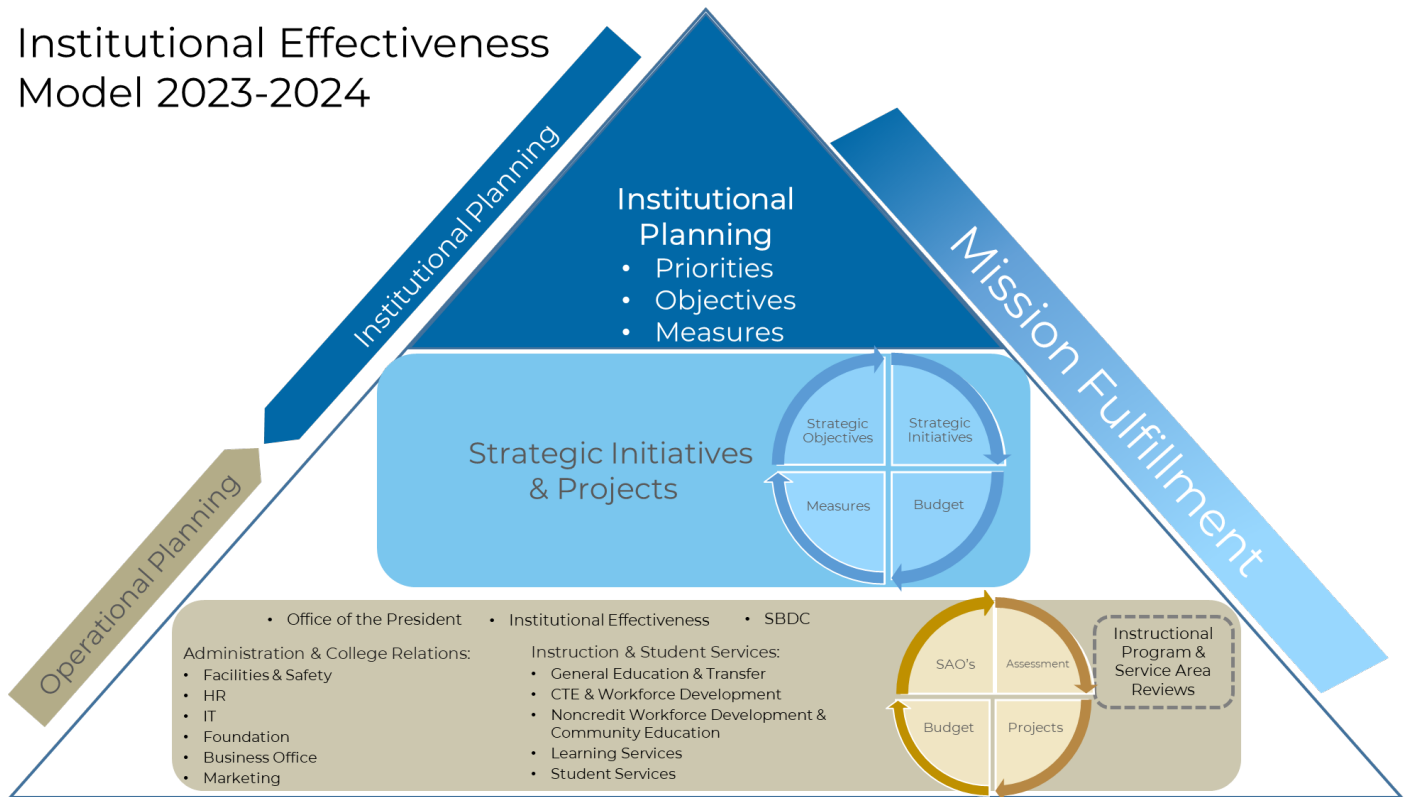 Institutional Effectiveness
Model 2023-2024
Institutional Planning
Operational Planning
Mission Fulfillment
Institutional
Planning
• Priorities
• Objectives
• Measures
Strategic Initiatives
& Projects
Strategic
Objectives
Strategic
Initiatives
Measures
Budget
• Office of the President • Institutional Effectiveness • SBDC
Administration & College Relations:
• Facilities & Safety
• HR
• IT
• Foundation
• Business Office
• Marketing
Instruction & Student Services:
• General Education & Transfer
• CTE & Workforce Development
• Noncredit Workforce Development &
Community Education
• Learning Services
• Student Services
SAO's
Assessment
Budget
Projects
Instructional
Program &
Service Area
Reviews